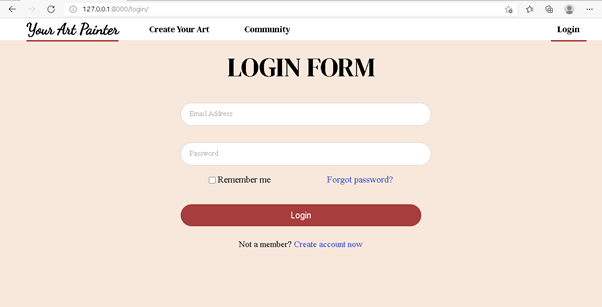 127.0.0.1:8000/login/
Your Art Painter Create Your Art Community Login
LOGIN FORM
Email Address
Password
Remember me Forgot password?
Login
Not a member? Create account now